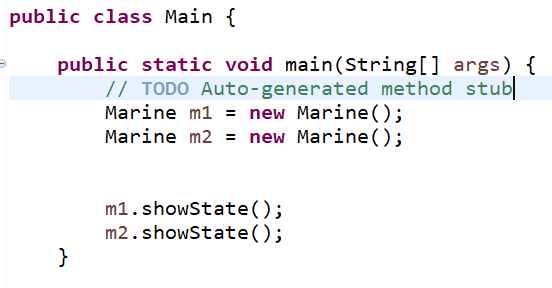 public class Main {
public static void main(String[] args) {
// TODO Auto-generated method stub
Marine m1 = new Marine();
Marine m2 = new Marine();
m1.showState();
m2.showState();
}